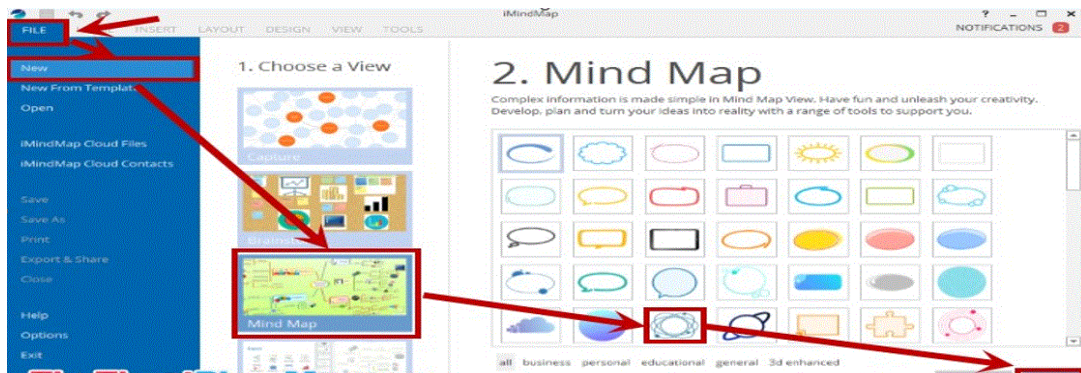 iMindMap
? 
FILE INSERT LAYOUT DESIGN VIEW TOOLS
NOTIFICATIONS 2
New
New From Template
Open
iMindMap Cloud Files
iMindMap Cloud Contacts
Save
Save As
Print
Export & Share
Close
Help
Options
Exit
1. Choose a View
Capture
Mind Map
2. Mind Map
Complex information is made simple in Mind Map View. Have fun and unleash your creativity.
Develop, plan and turn your ideas into reality with a range of tools to support you.
all business personal educational general 3d enhanced